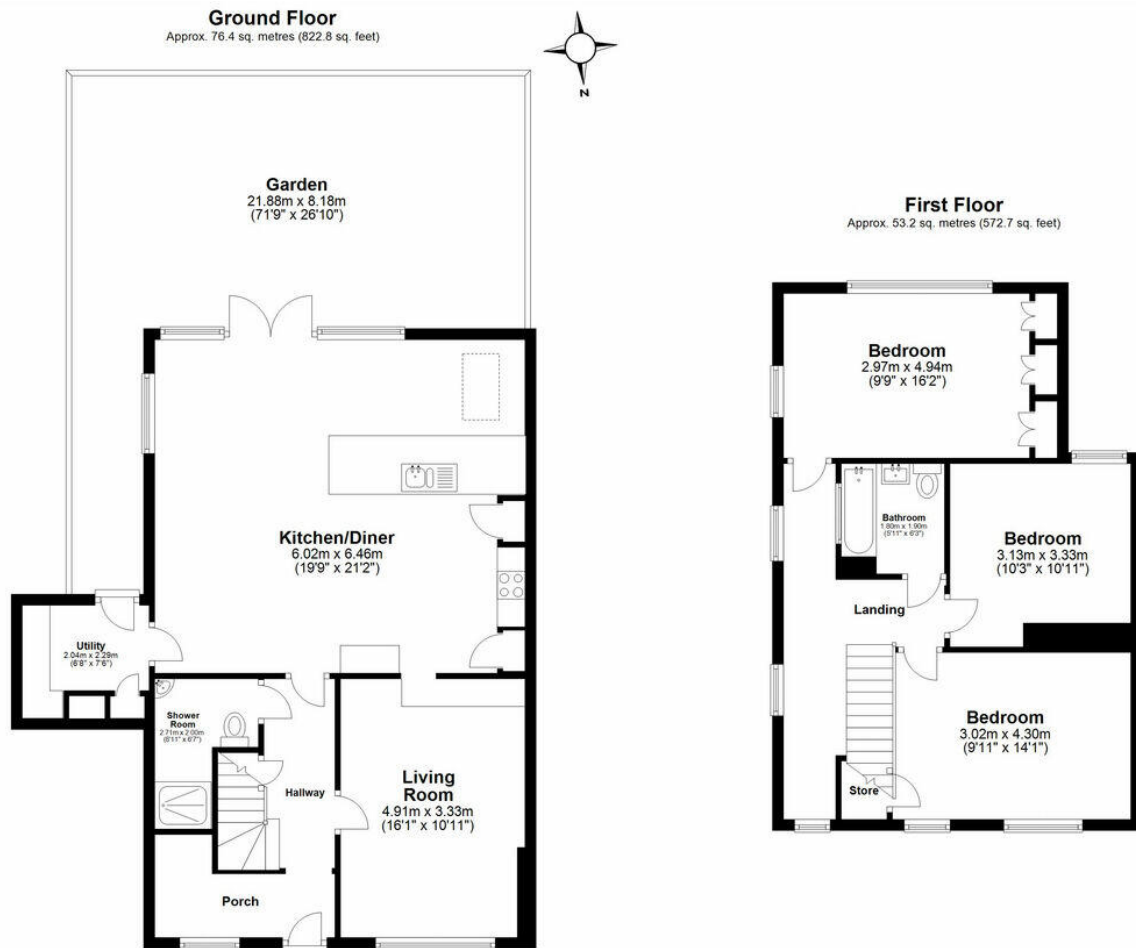 Ground Floor
Approx. 76.4 sq. metres (822.8 sq. feet)
N
Garden
21.88m x 8.18m
(71'9" x 26'10")
Kitchen/Diner
6.02m x 6.46m
(19'9" x 21'2")
Utility
2.04m x 2.29m
(6'8" x 7'6")
Shower
Room
2.71m x 2.00m
(8'11" x 6'7")
Hallway
Living
Room
4.91m x 3.33m
(16'1" x 10'11")
Porch
First Floor
Approx. 53.2 sq. metres (572.7 sq. feet)
Bedroom
2.97m x 4.94m
(9'9" x 16'2")
Bathroom
1.80m x 1.90m
(5'11" x 6'3")
Bedroom
3.13m x 3.33m
(10'3" x 10'11")
Landing
Bedroom
3.02m x 4.30m
(9'11" x 14'1")
Store